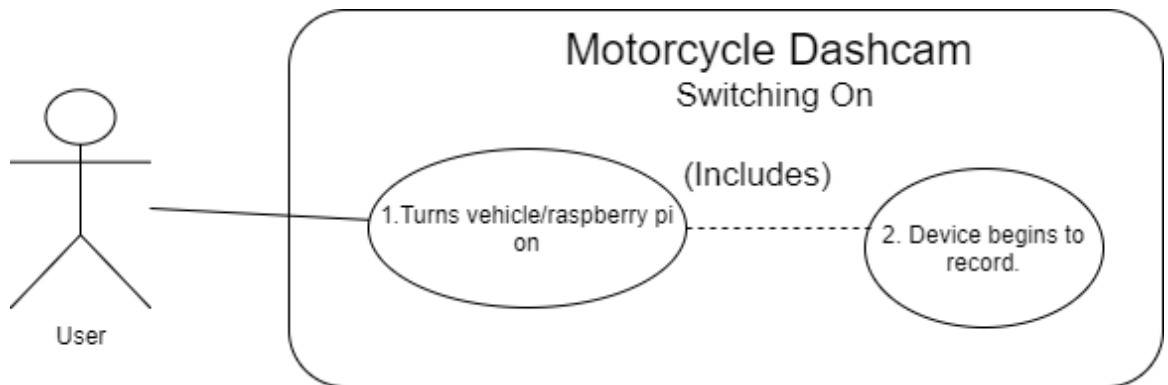 Motorcycle Dashcam
Switching On
(Includes)
1.Turns vehicle/raspberry pi
on
2. Device begins to
record.
User